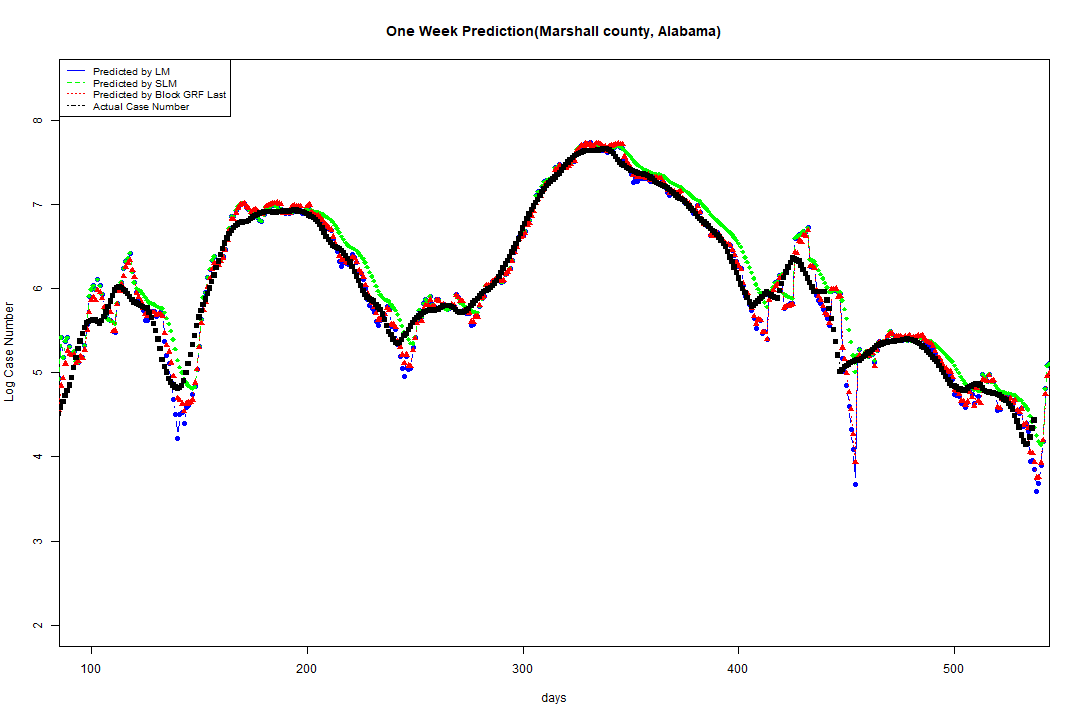 One Week Prediction(Marshall county, Alabama)
Predicted by LM
Predicted by SLM
Predicted by Block GRF Last
Actual Case Number
8
7
6
5
4
3
2
Log Case Number
100 200 300 400 500
days